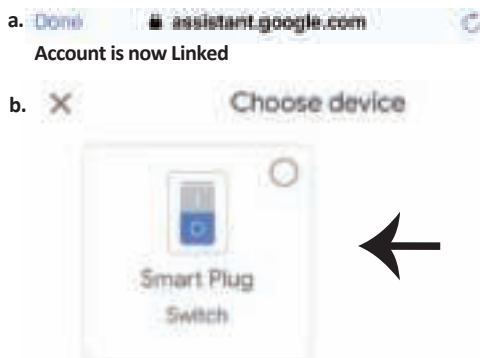 a. Done assistant.google.com
Account is now Linked
b. Choose device
Smart Plug
Switch